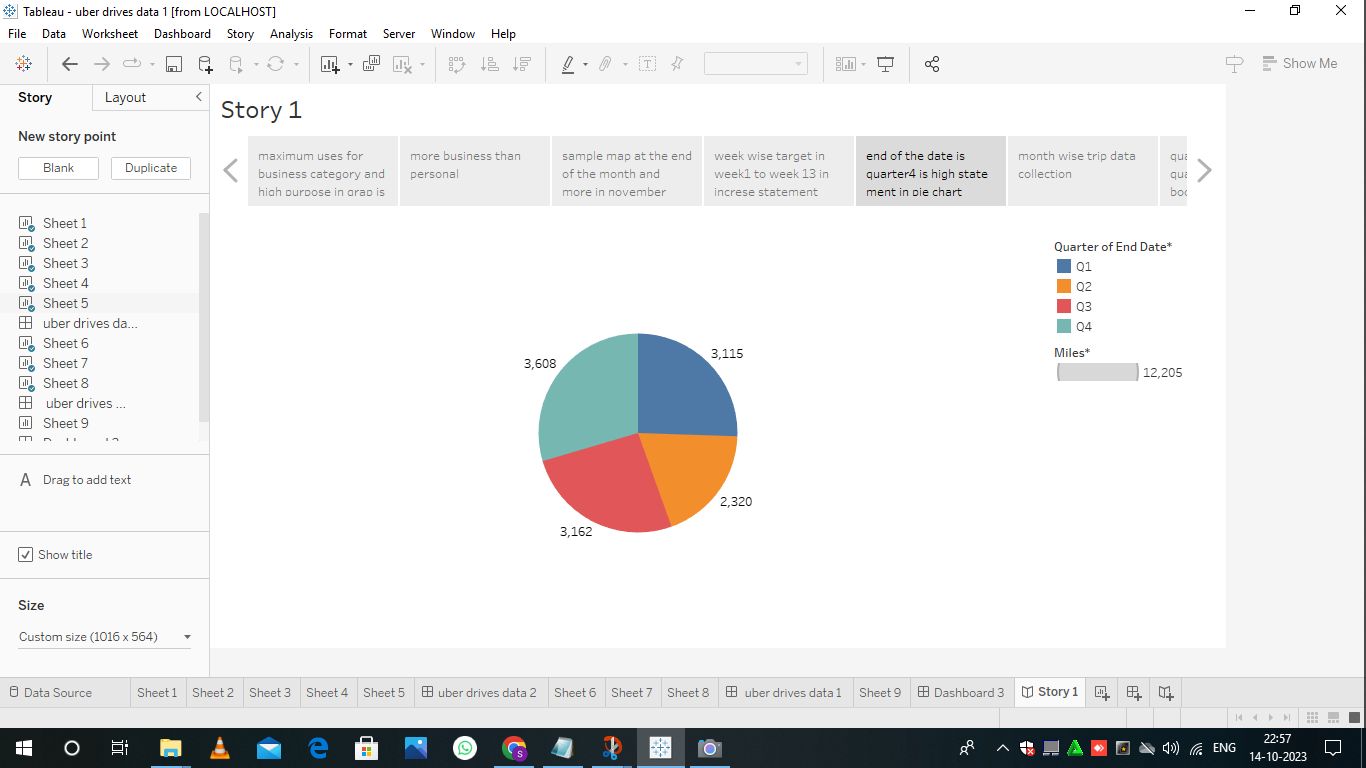 Tableau - uber drives data 1 [from LOCALHOST]
File Data Worksheet Dashboard Story Analysis Format Server Window Help
Show Me
Story Layout
New story point
Blank Duplicate
Sheet 1
Sheet 2
Sheet 3
Sheet 4
Sheet 5
uber drives da...
Sheet 6
Sheet 7
Sheet 8
uber drives ...
Sheet 9
A Drag to add text
Show title
Size
Custom size (1016 x 564)
Story 1
maximum uses for
business category and
high purpose in grap is
more business than
personal
sample map at the end
of the month and
more in november
week wise target in
week1 to week 13 in
increse statement
end of the date is
quarter4 is high state
ment in pie chart
month wise trip data
collection
qua
qua
boo
Quarter of End Date*
Q1
Q2
Q3
Q4
Miles*
12,205
3,115
3,608
2,320
3,162
Data Source Sheet 1 Sheet 2 Sheet 3 Sheet 4 Sheet 5 uber drives data 2 Sheet 6 Sheet 7 Sheet 8 uber drives data 1 Sheet 9 Dashboard 3 Story 1
ENG
22:57
14-10-2023